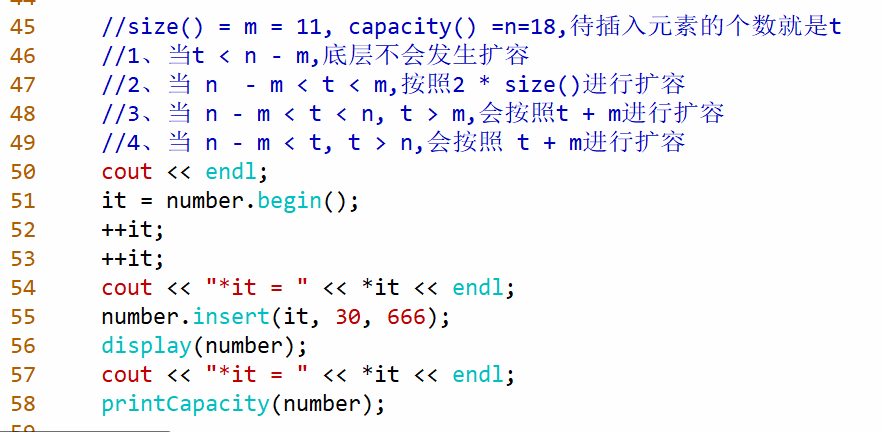 45 //size() = m = 11, capacity() =n=18,待插入元素的个数就是t
46 //1、当t < n - m,底层不会发生扩容
47 //2、当 n  - m < t < m,按照2 * size()进行扩容
48 //3、当 n - m < t < n, t > m,会按照t + m进行扩容
49 //4、当 n - m < t, t > n,会按照 t + m进行扩容
50 cout << endl;
51 it = number.begin();
52 ++it;
53 ++it;
54 cout << "*it = " << *it << endl;
55 number.insert(it, 30, 666);
56 display(number);
57 cout << "*it = " << *it << endl;
58 printCapacity(number);